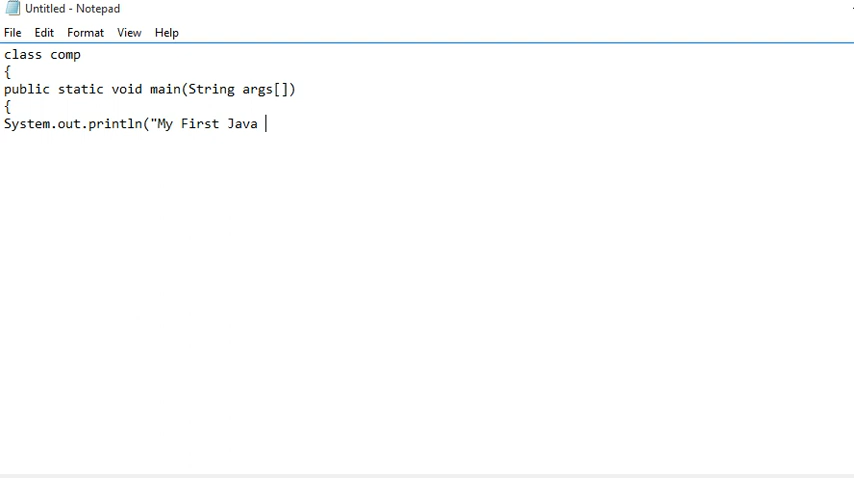 Untitled - Notepad
File Edit Format View Help
class comp
{
public static void main(String args[])
{
System.out.println("My First Java